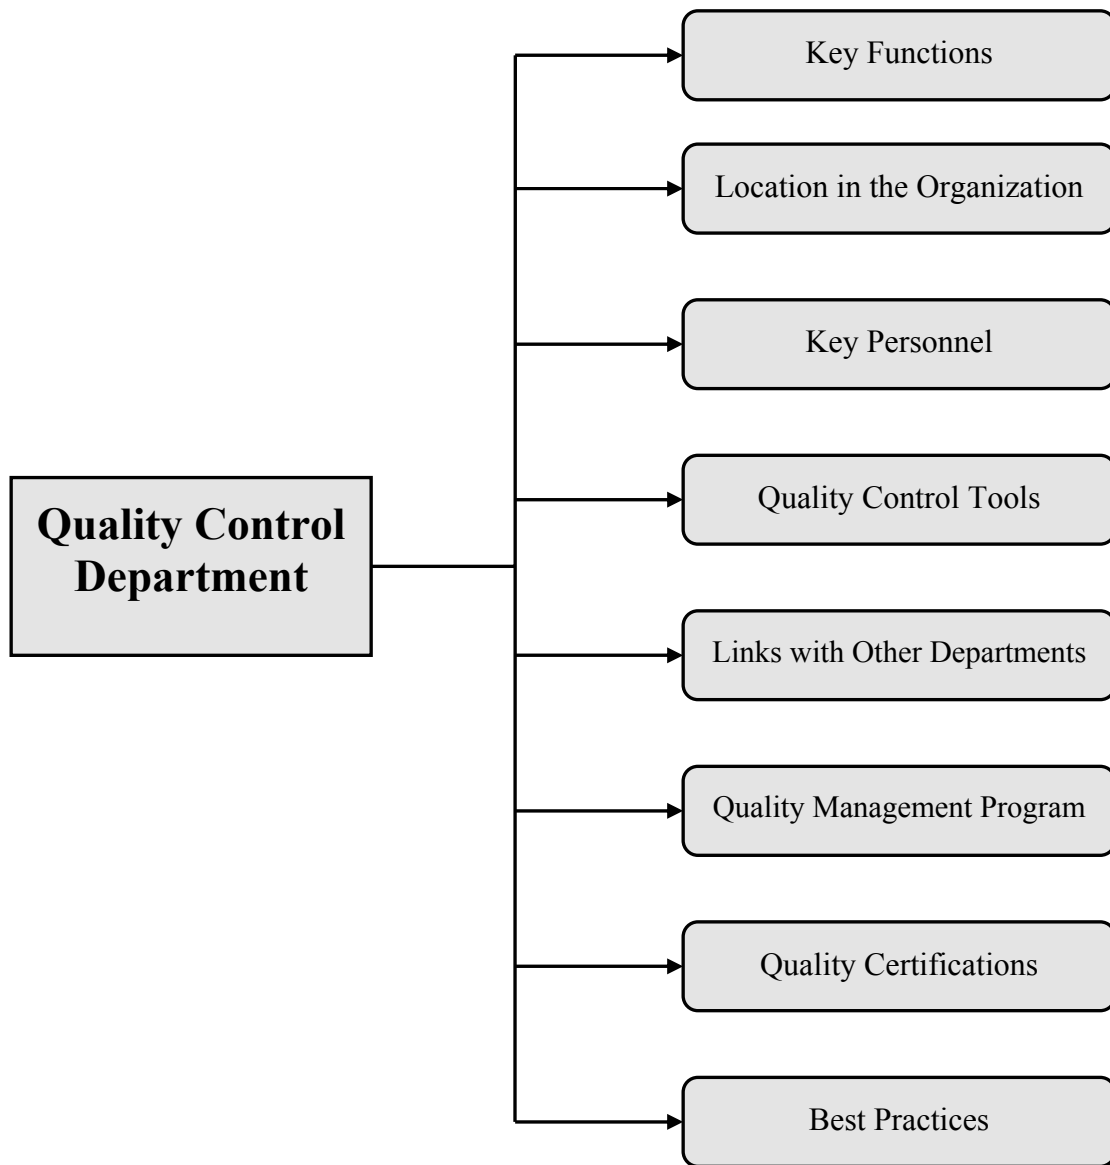 Key Functions
Location in the Organization
Key Personnel
Quality Control Tools
Quality Control
Department
Links with Other Departments
Quality Management Program
Quality Certifications
Best Practices